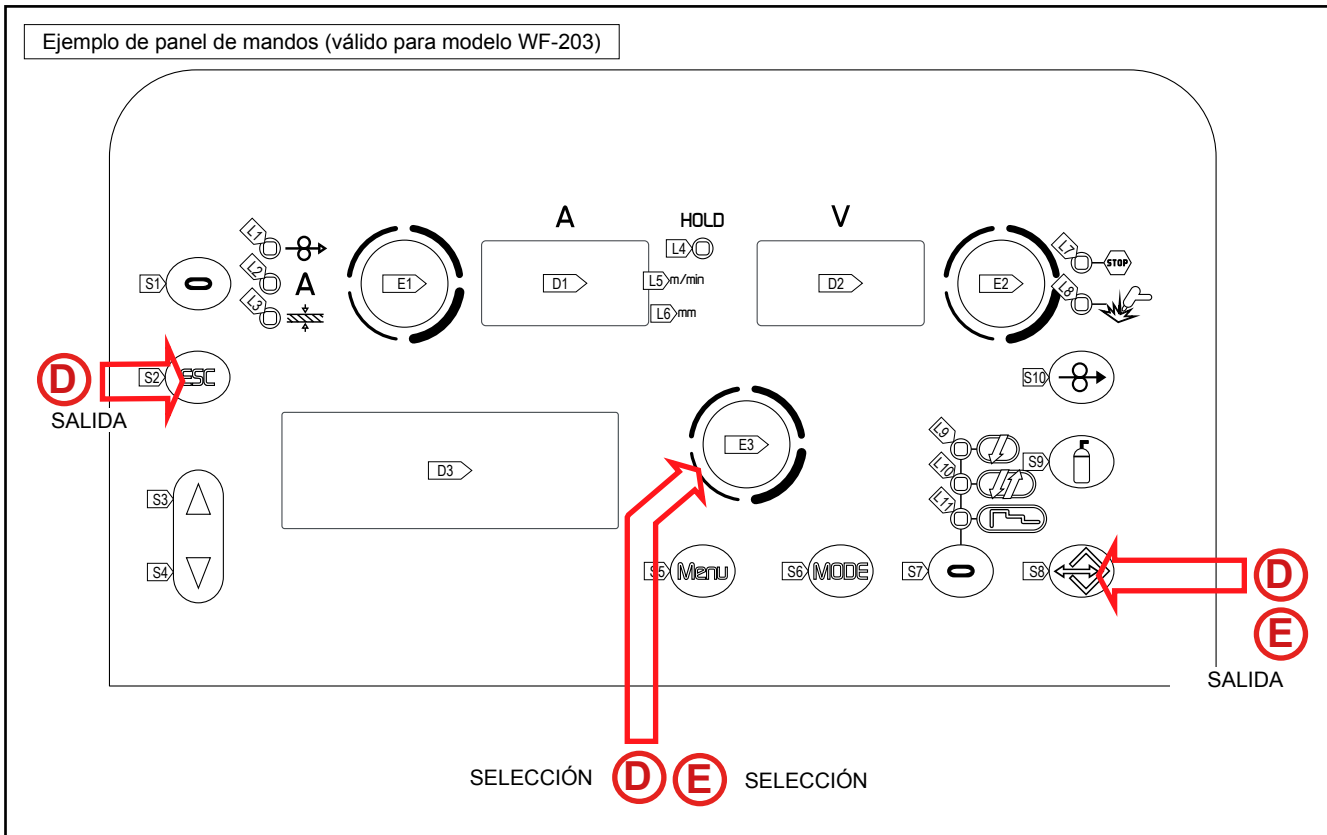 Ejemplo de panel de mandos (válido para modelo WF-203)
A
HOLD
V
L1
L4
L7
STOP
S1
L2
A
E1
D1
L5 m/min
D2
E2
L8
L3
L6 mm
D
S2
ESC
S10
SALIDA
E3
L9
D3
L10
S9
S3
L11
S4
S5
Menu
S6
MODE
S7
S8
D
E
SALIDA
SELECCIÓN
D
E
SELECCIÓN